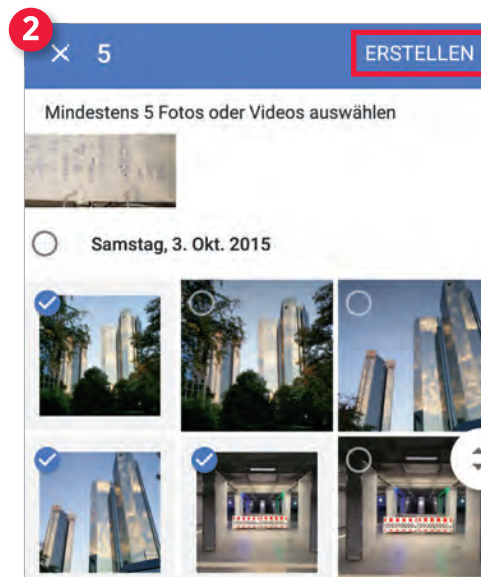 2
5 ERSTELLEN
Mindestens 5 Fotos oder Videos auswählen
Samstag, 3. Okt. 2015